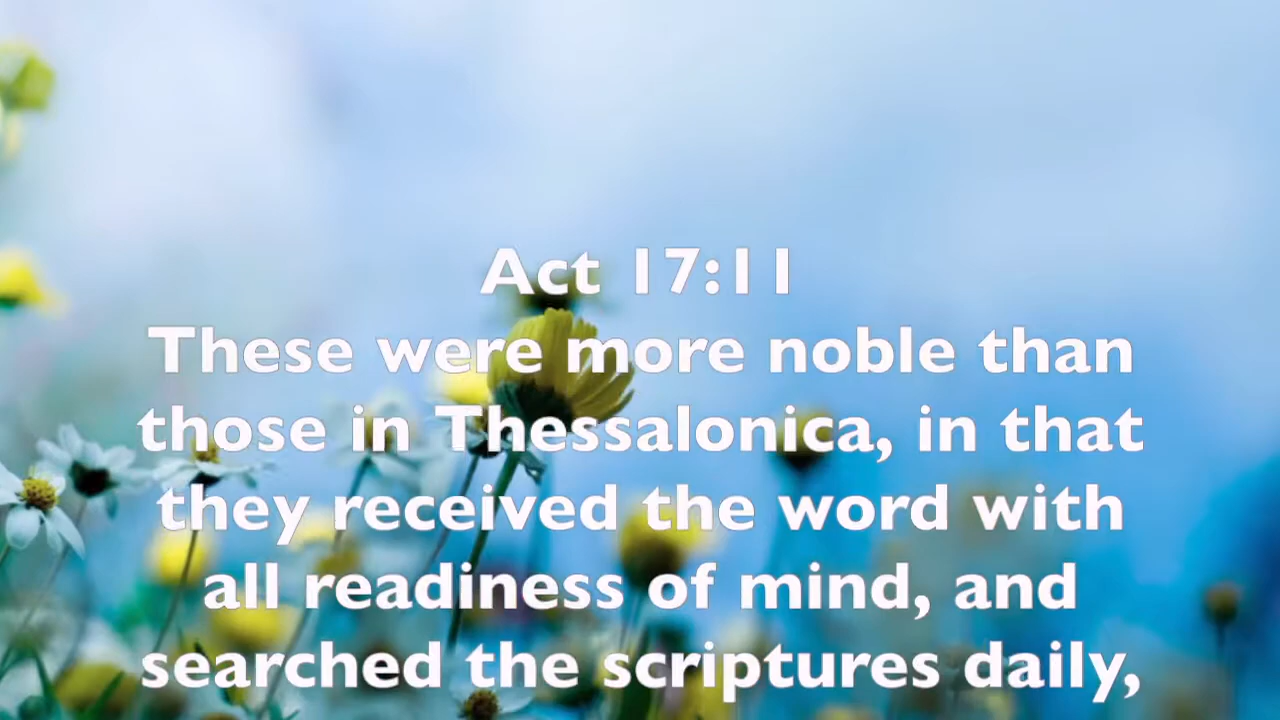 Act 17:11
These were more noble than
those in Thessalonica, in that
they received the word with
all readiness of mind, and
searched the scriptures daily,